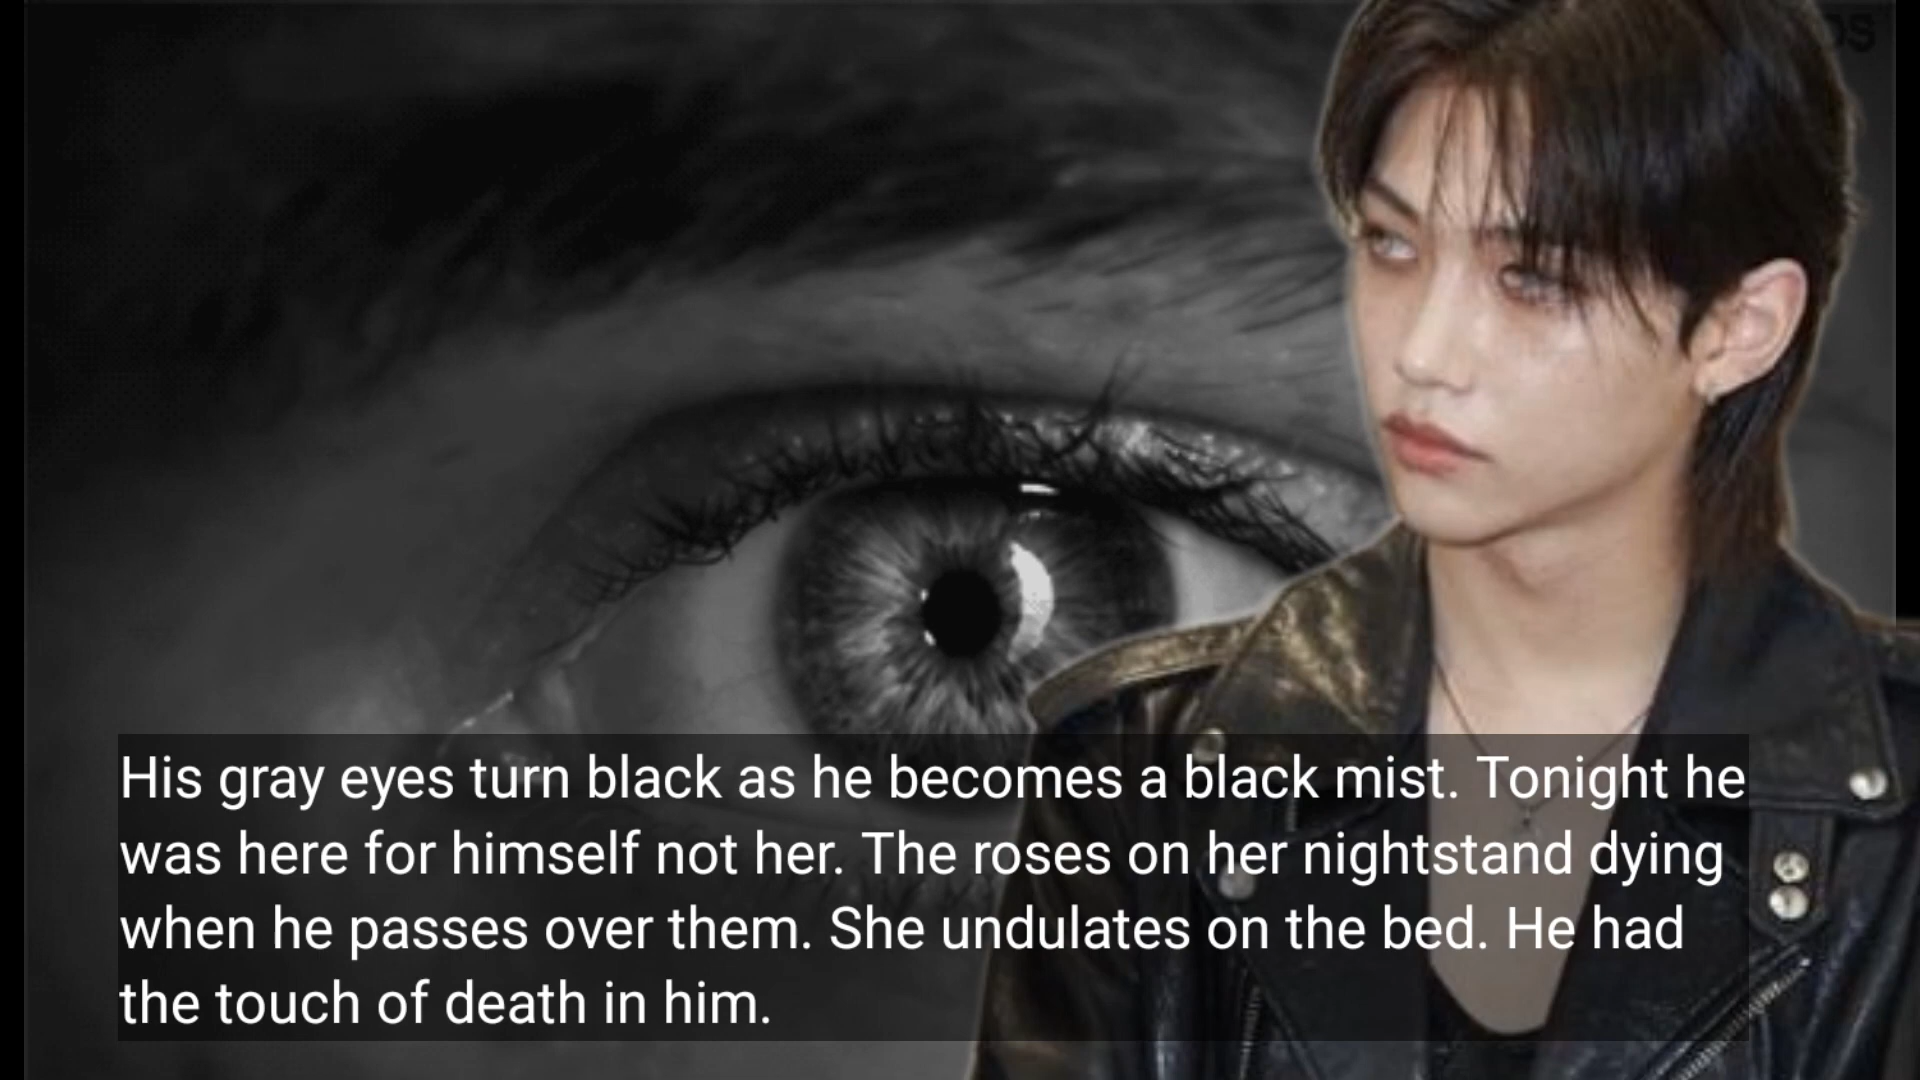 DS
His gray eyes turn black as he becomes a black mist. Tonight he
was here for himself not her. The roses on her nightstand dying
when he passes over them. She undulates on the bed. He had
the touch of death in him.